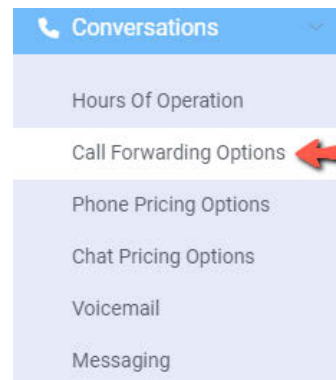 Conversations
Hours Of Operation
Call Forwarding Options
Phone Pricing Options
Chat Pricing Options
Voicemail
Messaging